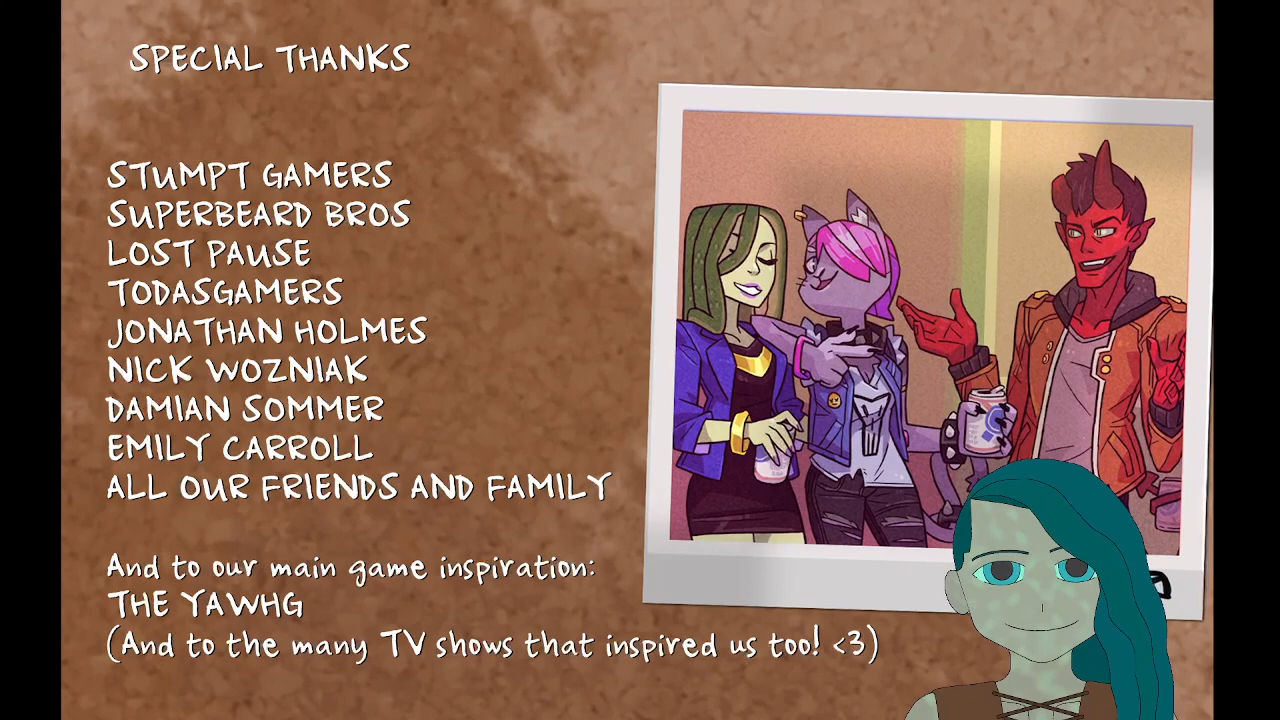 SPECIAL THANKS
STUMPT GAMERS
SUPERBEARD BROS
LOST PAUSE
TODASGAMERS
JONATHAN HOLMES
NICK WOZNIAK
DAMIAN SOMMER
EMILY CARROLL
ALL OUR FRIENDS AND FAMILY
And to our main game inspiration:
THE YAWHG
(And to the many TV shows that inspired us too! <3)